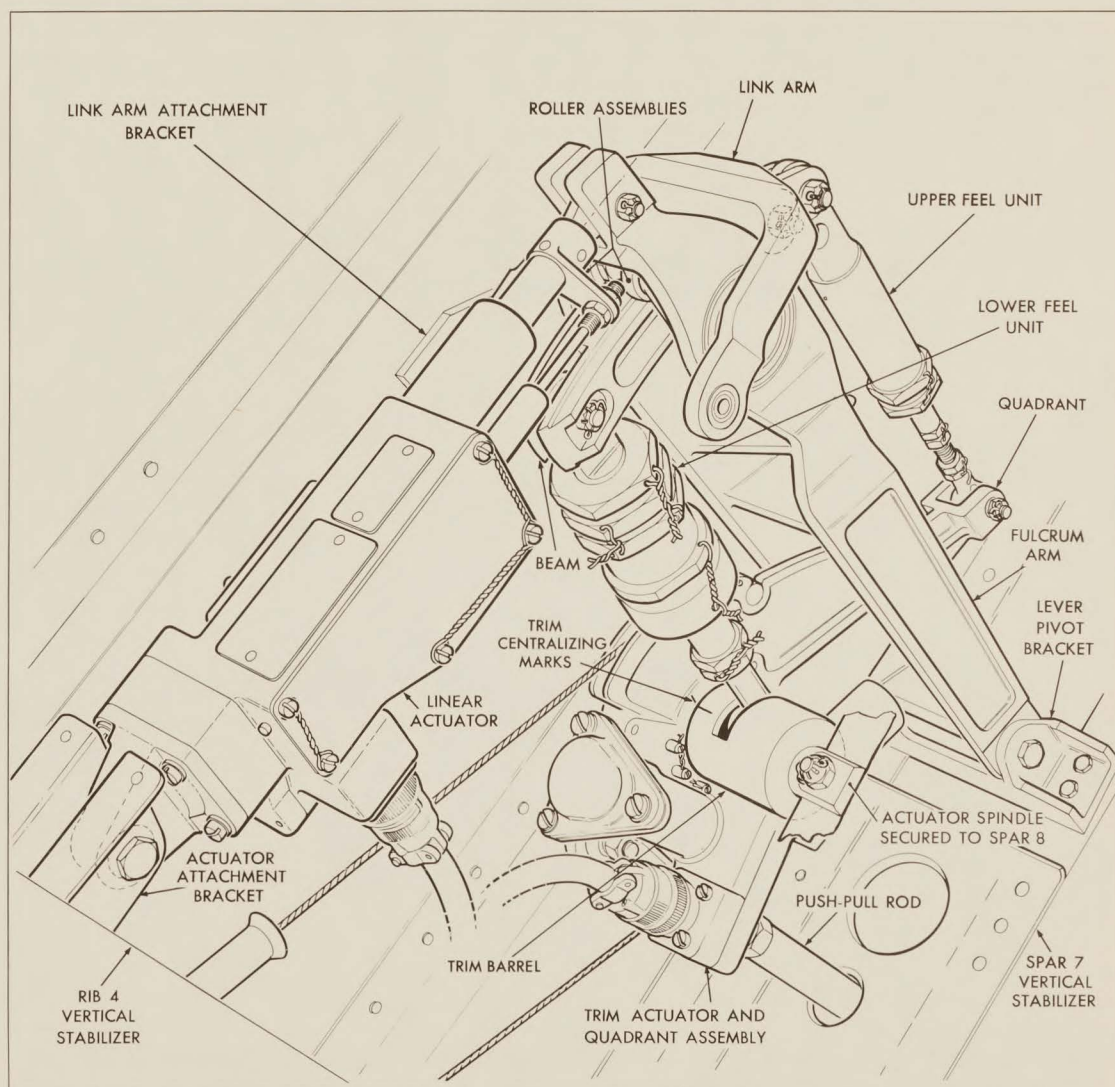 LINK ARM
LINK ARM ATTACHMENT
BRACKET
ROLLER ASSEMBLIES
UPPER FEEL UNIT
LOWER FEEL
UNIT
QUADRANT
BEAM
FULCRUM
ARM
LEVER
PIVOT
BRACKET
TRIM
CENTRALIZING
MARKS
LINEAR
ACTUATOR
ACTUATOR SPINDLE
SECURED TO SPAR 8
ACTUATOR
ATTACHMENT
BRACKET
PUSH-PULL ROD
TRIM BARREL
RIB 4
VERTICAL
STABILIZER
TRIM ACTUATOR AND
QUADRANT ASSEMBLY
SPAR 7
VERTICAL
STABILIZER